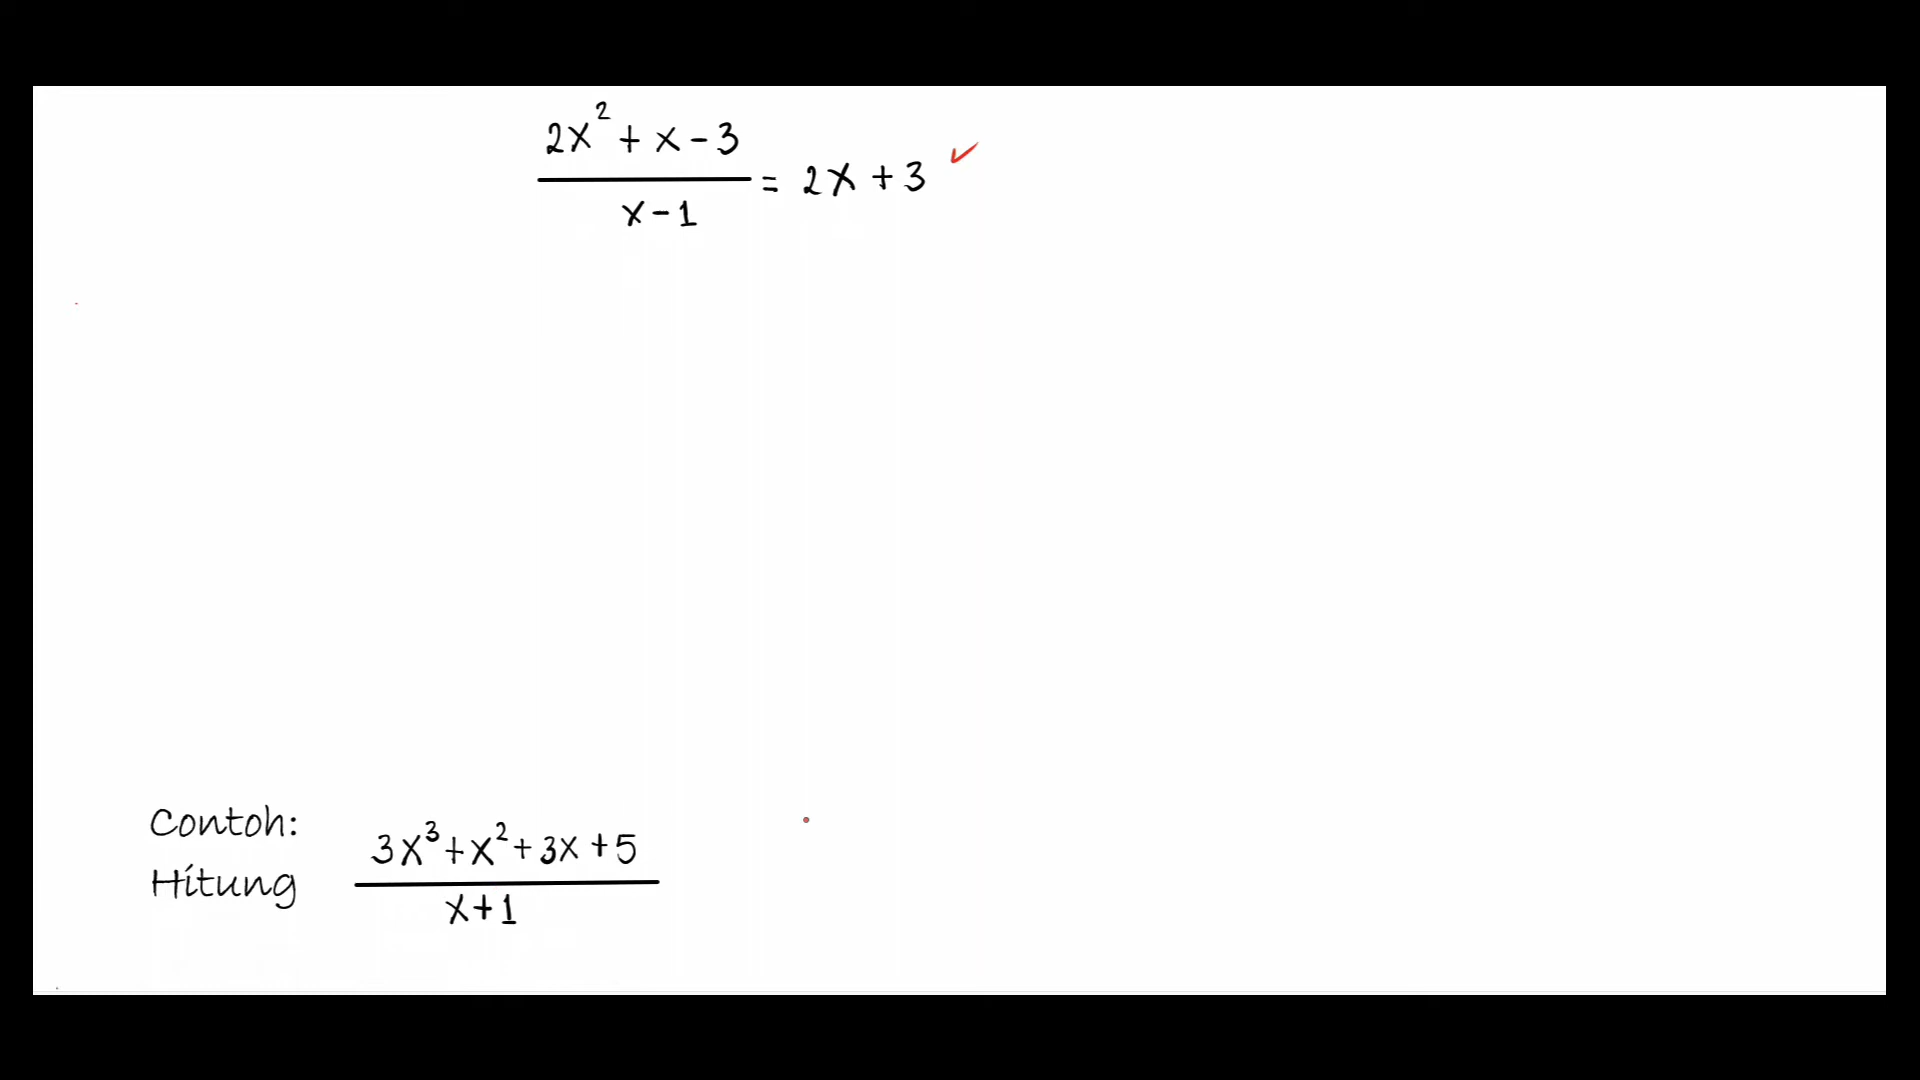 2x² + x - 3
x - 1
= 2x + 3 ✓
Contoh:
Hitung
3x³ + x² + 3x + 5
x + 1